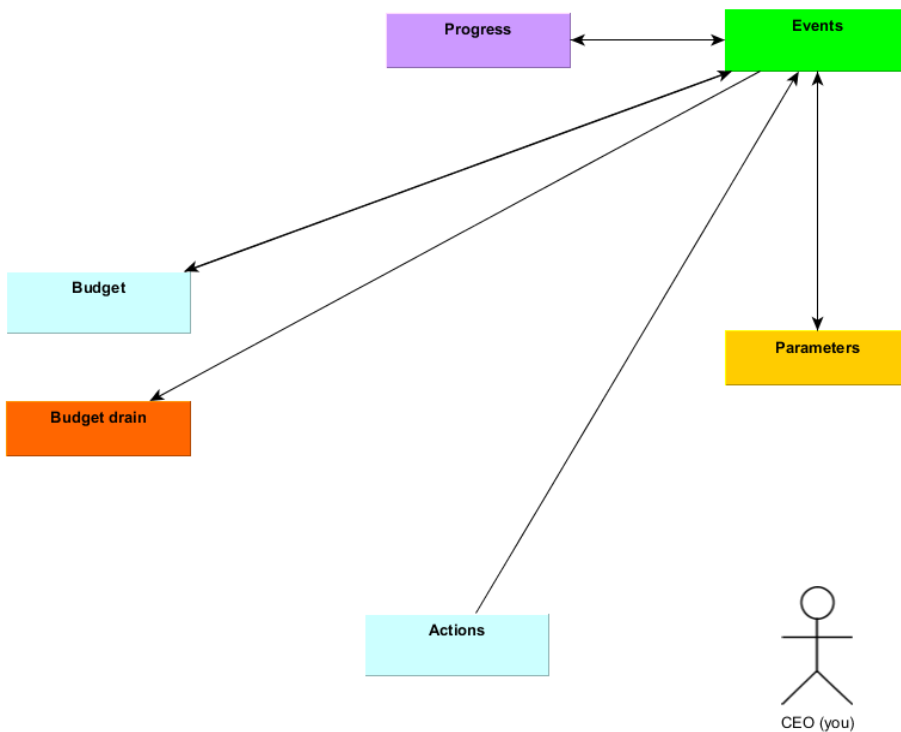 Progress
Events
Budget
Parameters
Budget drain
Actions
CEO (you)